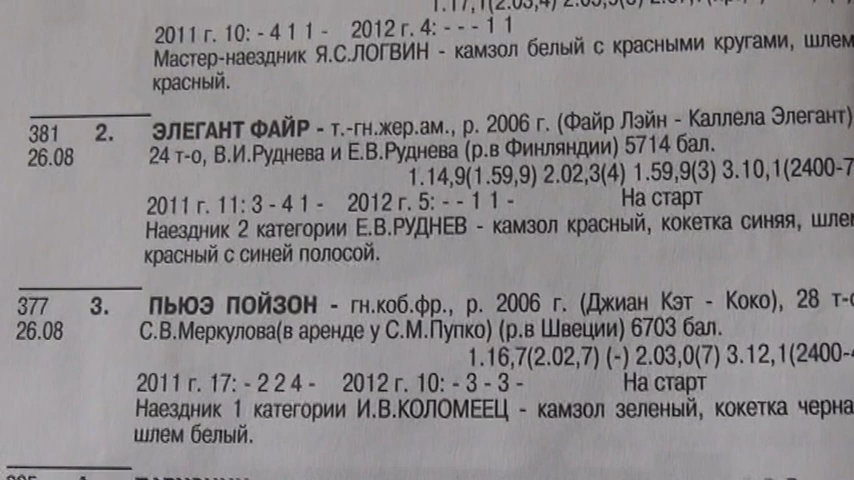 2011 г. 10: - 4 1 1 - 2012 г. 4: - - - 1 1
Мастер-наездник Я.С.ЛОГВИН - камзол белый с красными кругами, шлем
красный.
381 2. ЭЛЕГАНТ ФАЙР - т.-гн.жер.ам., р. 2006 г. (Файр Лэйн - Каллела Элегант)
26.08 24 т-о, В.И.Руднева и Е.В.Руднева (р.в Финляндии) 5714 бал.
1.14,9(1.59,9) 2.02,3(4) 1.59,9(3) 3.10,1(2400-7
2011 г. 11: 3 - 4 1 - 2012 г. 5: - - 1 1 - На старт
Наездник 2 категории Е.В.РУДНЕВ - камзол красный, кокетка синяя, шлем
красный с синей полосой.
377 3. ПЬЮЭ ПОЙЗОН - гн.коб.фр., р. 2006 г. (Джиан Кэт - Коко), 28 т-о
26.08 С.В.Меркулова(в аренде у С.М.Пупко) (р.в Швеции) 6703 бал.
1.16,7(2.02,7) (-) 2.03,0(7) 3.12,1(2400-4
2011 г. 17: - 2 2 4 - 2012 г. 10: - 3 - 3 - На старт
Наездник 1 категории И.В.КОЛОМЕЕЦ - камзол зеленый, кокетка черна
шлем белый.